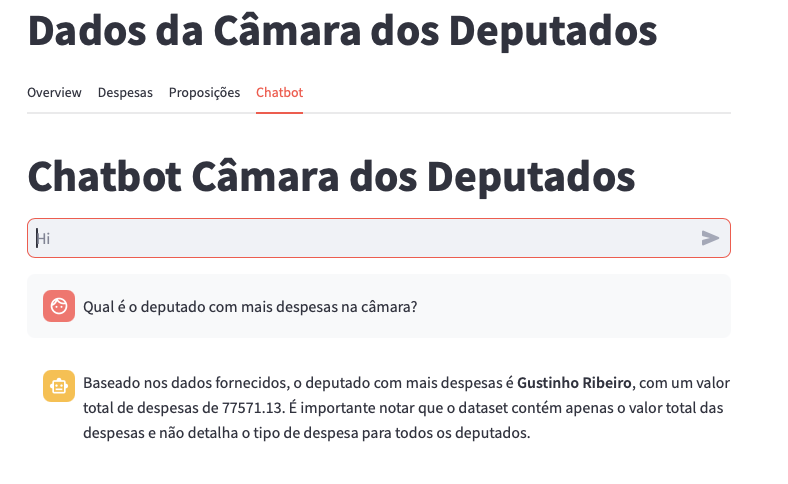 Dados da Câmara dos Deputados
Overview Despesas Proposições Chatbot
Chatbot Câmara dos Deputados
Hi
Qual é o deputado com mais despesas na câmara?
Baseado nos dados fornecidos, o deputado com mais despesas é Gustinho Ribeiro, com um valor
total de despesas de 77571.13. É importante notar que o dataset contém apenas o valor total das
despesas e não detalha o tipo de despesa para todos os deputados.